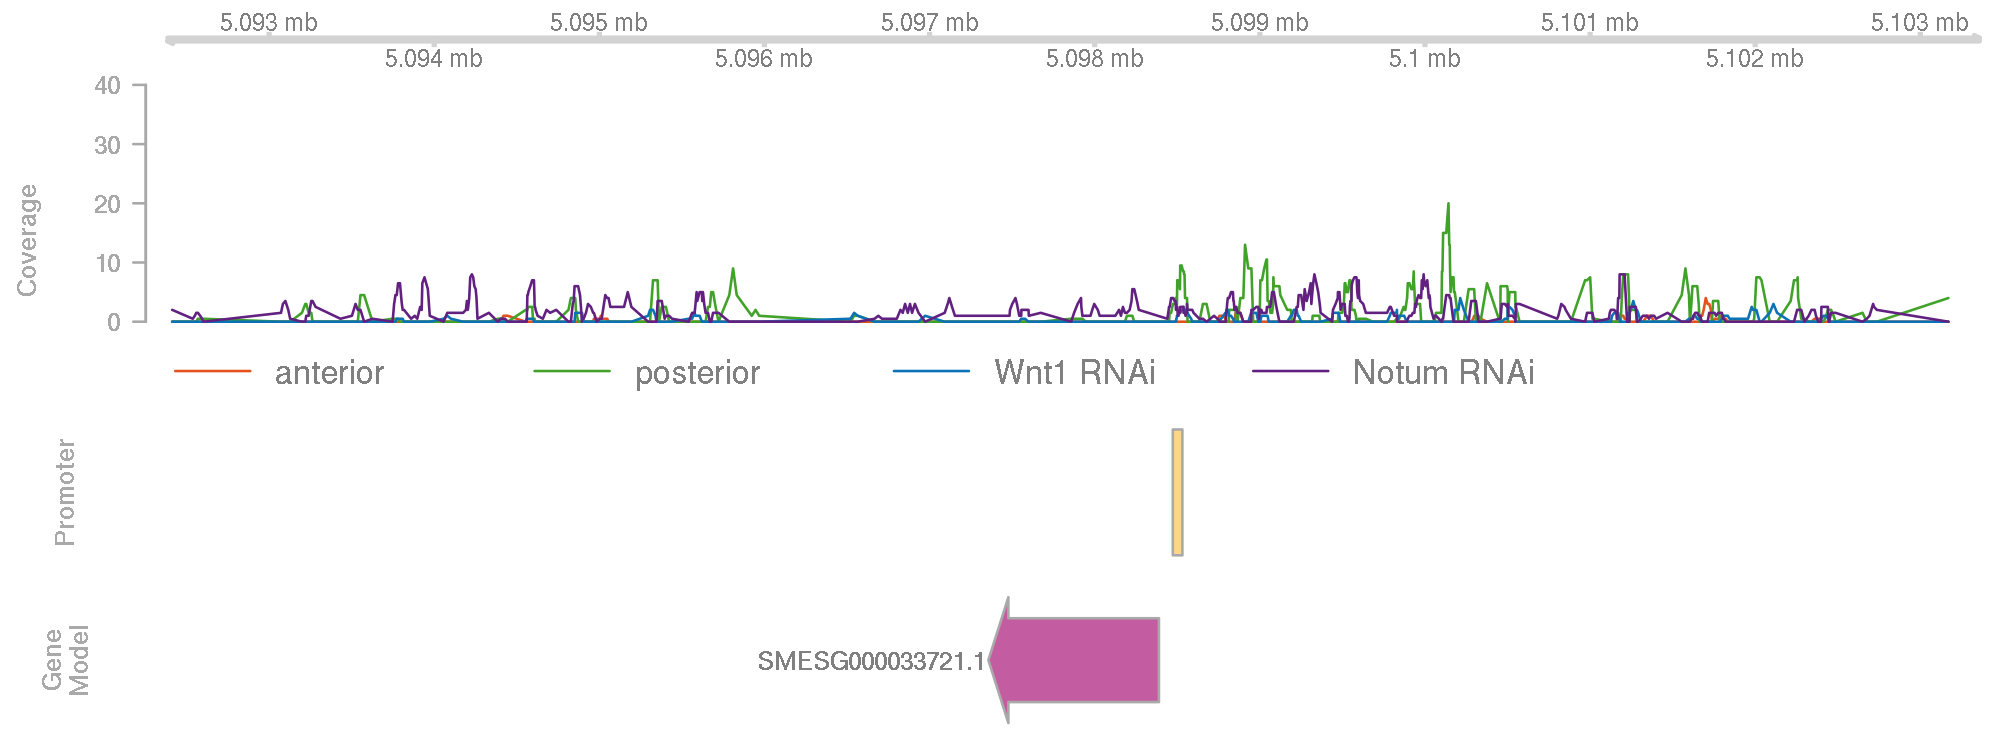 5.093 mb 5.095 mb 5.097 mb 5.099 mb 5.101 mb 5.103 mb
5.094 mb 5.096 mb 5.098 mb 5.1 mb 5.102 mb
40
30
20
10
0
Coverage
anterior posterior Wnt1 RNAi Notum RNAi
Promoter
Gene
Model
SMESG000033721.1